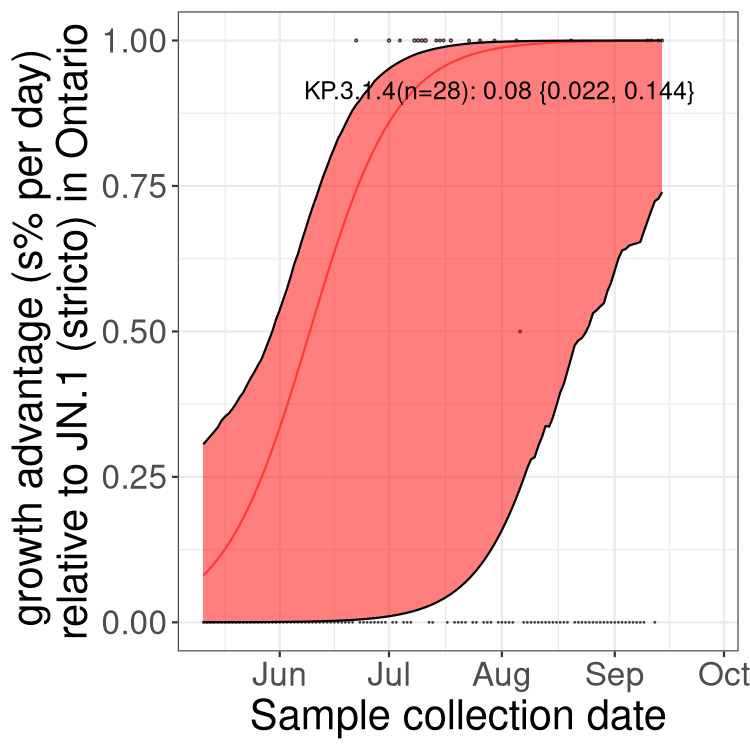 growth advantage (s% per day)
relative to JN.1 (stricto) in Ontario
1.00
0.75
0.50
0.25
0.00
KP.3.1.4(n=28): 0.08 {0.022, 0.144}
Jun Jul Aug Sep Oct
Sample collection date